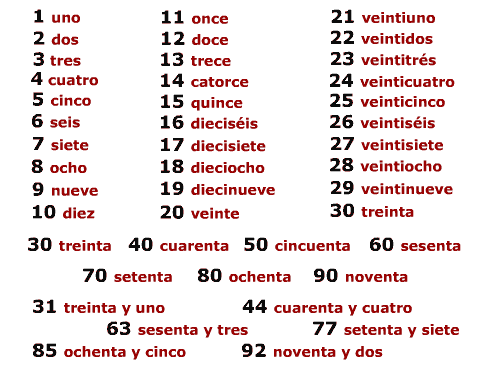 1 uno 11 once 21 veintiuno
2 dos 12 doce 22 veintidos
3 tres 13 trece 23 veintitrés
4 cuatro 14 catorce 24 veinticuatro
5 cinco 15 quince 25 veinticinco
6 seis 16 dieciséis 26 veintiséis
7 siete 17 diecisiete 27 veintisiete
8 ocho 18 dieciocho 28 veintiocho
9 nueve 19 diecinueve 29 veintinueve
10 diez 20 veinte 30 treinta
30 treinta 40 cuarenta 50 cincuenta 60 sesenta
70 setenta 80 ochenta 90 noventa
31 treinta y uno 44 cuarenta y cuatro
63 sesenta y tres 77 setenta y siete
85 ochenta y cinco 92 noventa y dos